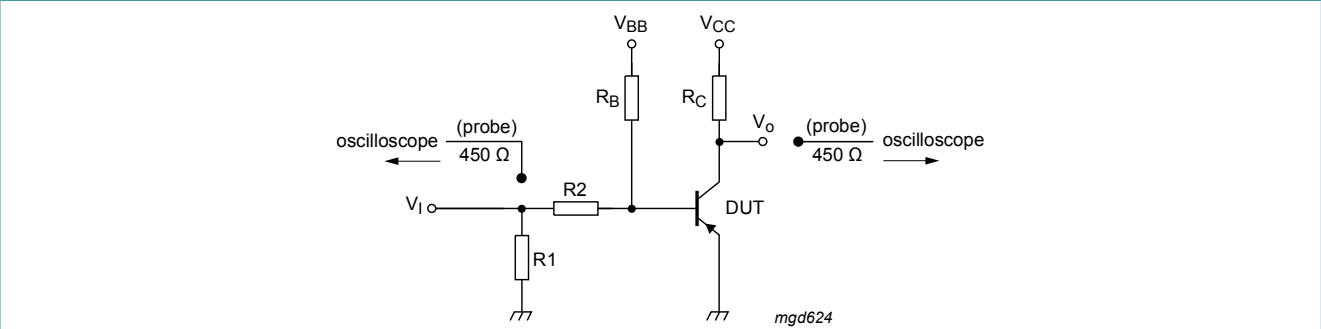 V_BB
V_CC
R_B
R_C
V_o
(probe)
450 Ω
oscilloscope
(probe)
450 Ω
oscilloscope
V_I
R2
DUT
R1
mgd624